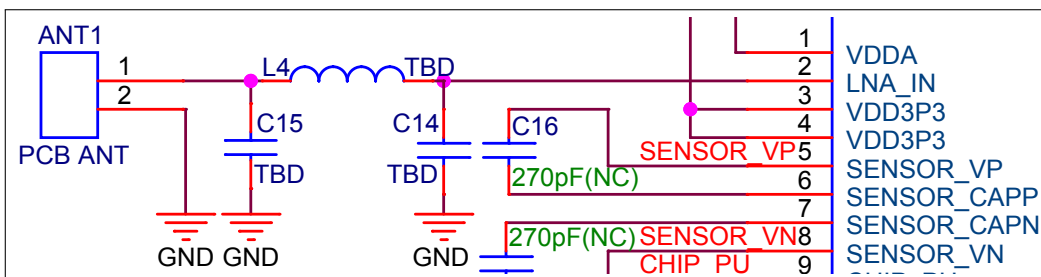 ANT1
1
2
PCB ANT
L4
TBD
C15
TBD
C14
TBD
C16
270pF(NC)
270pF(NC)
GND
GND
GND
SENSOR_VP
SENSOR_VN
CHIP_PU
1
VDDA
2
LNA_IN
3
VDD3P3
4
VDD3P3
5
SENSOR_VP
6
SENSOR_CAPP
7
SENSOR_CAPN
8
SENSOR_VN
9
CHIP_PU